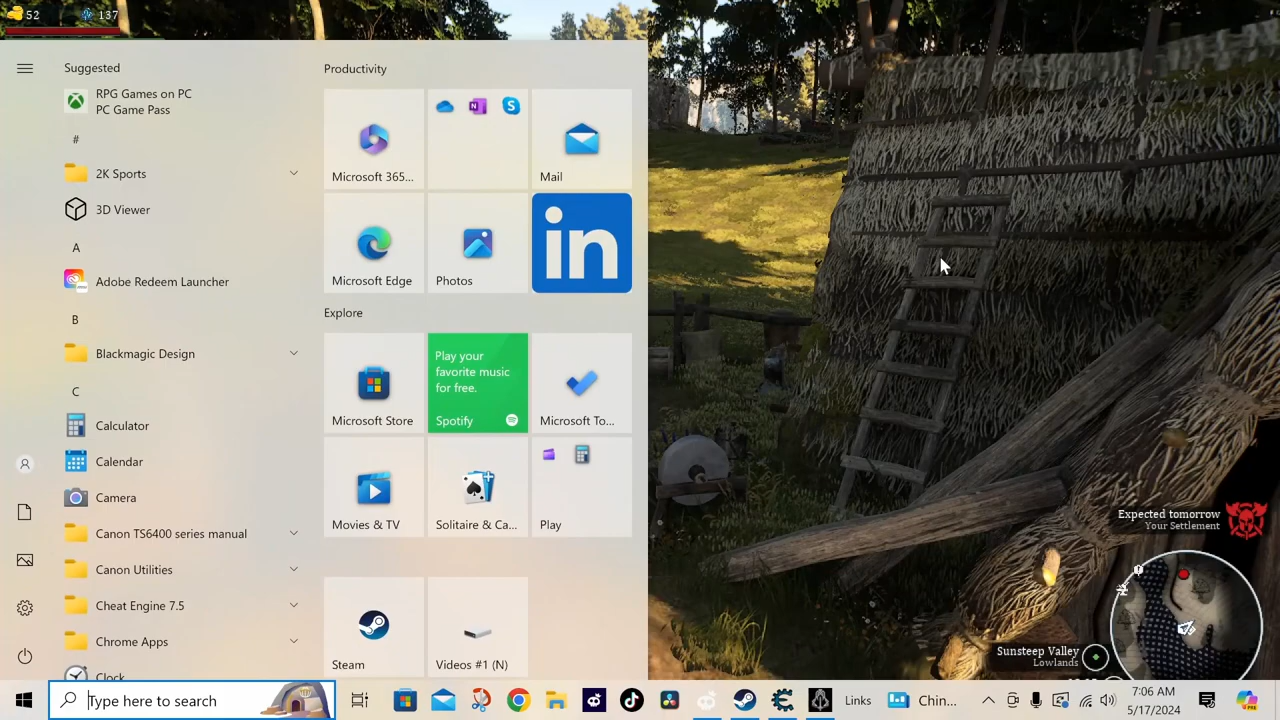 52 137
Suggested
RPG Games on PC
PC Game Pass
#
2K Sports
3D Viewer
A
Adobe Redeem Launcher
B
Blackmagic Design
C
Calculator
Calendar
Camera
Canon TS6400 series manual
Canon Utilities
Cheat Engine 7.5
Chrome Apps
Clock
Productivity
Microsoft 365...
Mail
Microsoft Edge
Photos
in
Explore
Microsoft Store
Play your
favorite music
for free.
Spotify
Microsoft To...
Movies & TV
Solitaire & Ca...
Play
Steam
Videos #1 (N)
Expected tomorrow
Your Settlement
Sunsteep Valley
Lowlands
Type here to search
Links
Chin...
7:06 AM
5/17/2024